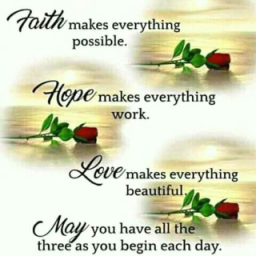 Faith makes everything
possible.
Hope makes everything
work.
Love makes everything
beautiful.
May you have all the
three as you begin each day.